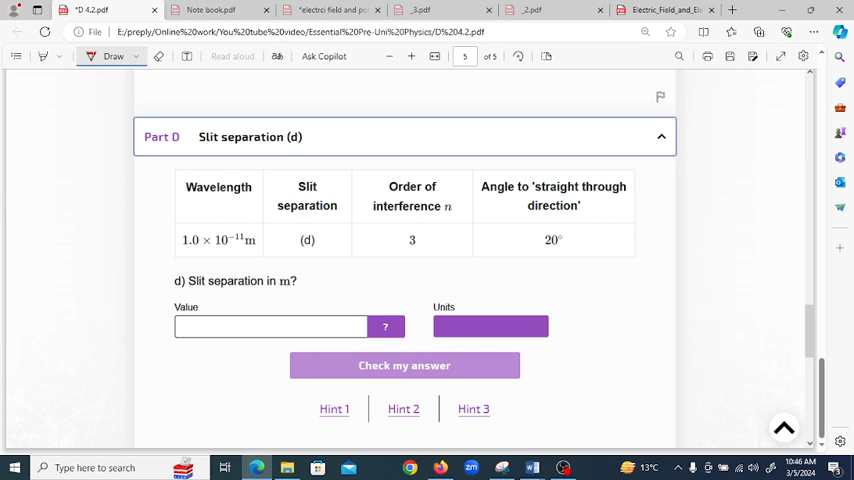 *D 4.2.pdf
Note book.pdf
*electrci field and po
_3.pdf
_2.pdf
Electric_Field_and_Ele
File
E:/preply/Online%20work/You%20tube%20video/Essential%20Pre-Uni%20Physics/D%204.2.pdf
Draw
Read aloud
Ask Copilot
5
of 5
Part D Slit separation (d)
Wavelength
Slit separation
Order of interference n
Angle to 'straight through direction'
1.0 × 10⁻¹¹m
(d)
3
20°
d) Slit separation in m?
Value
Units
?
Check my answer
Hint 1
Hint 2
Hint 3
Type here to search
13°C
10:46 AM
3/5/2024